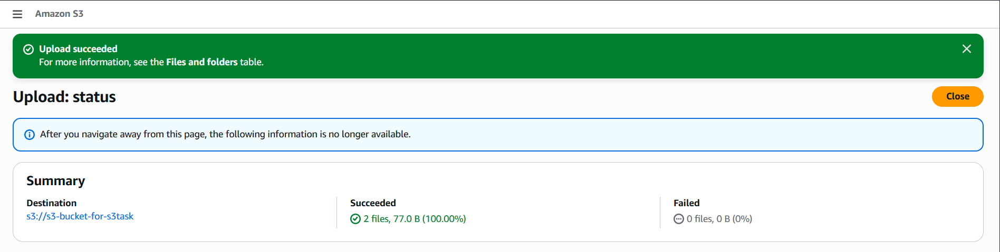 Amazon S3
Upload succeeded
For more information, see the Files and folders table.
Upload: status
Close
After you navigate away from this page, the following information is no longer available.
Summary
Destination
s3://s3-bucket-for-s3task
Succeeded
2 files, 77.0 B (100.00%)
Failed
0 files, 0 B (0%)